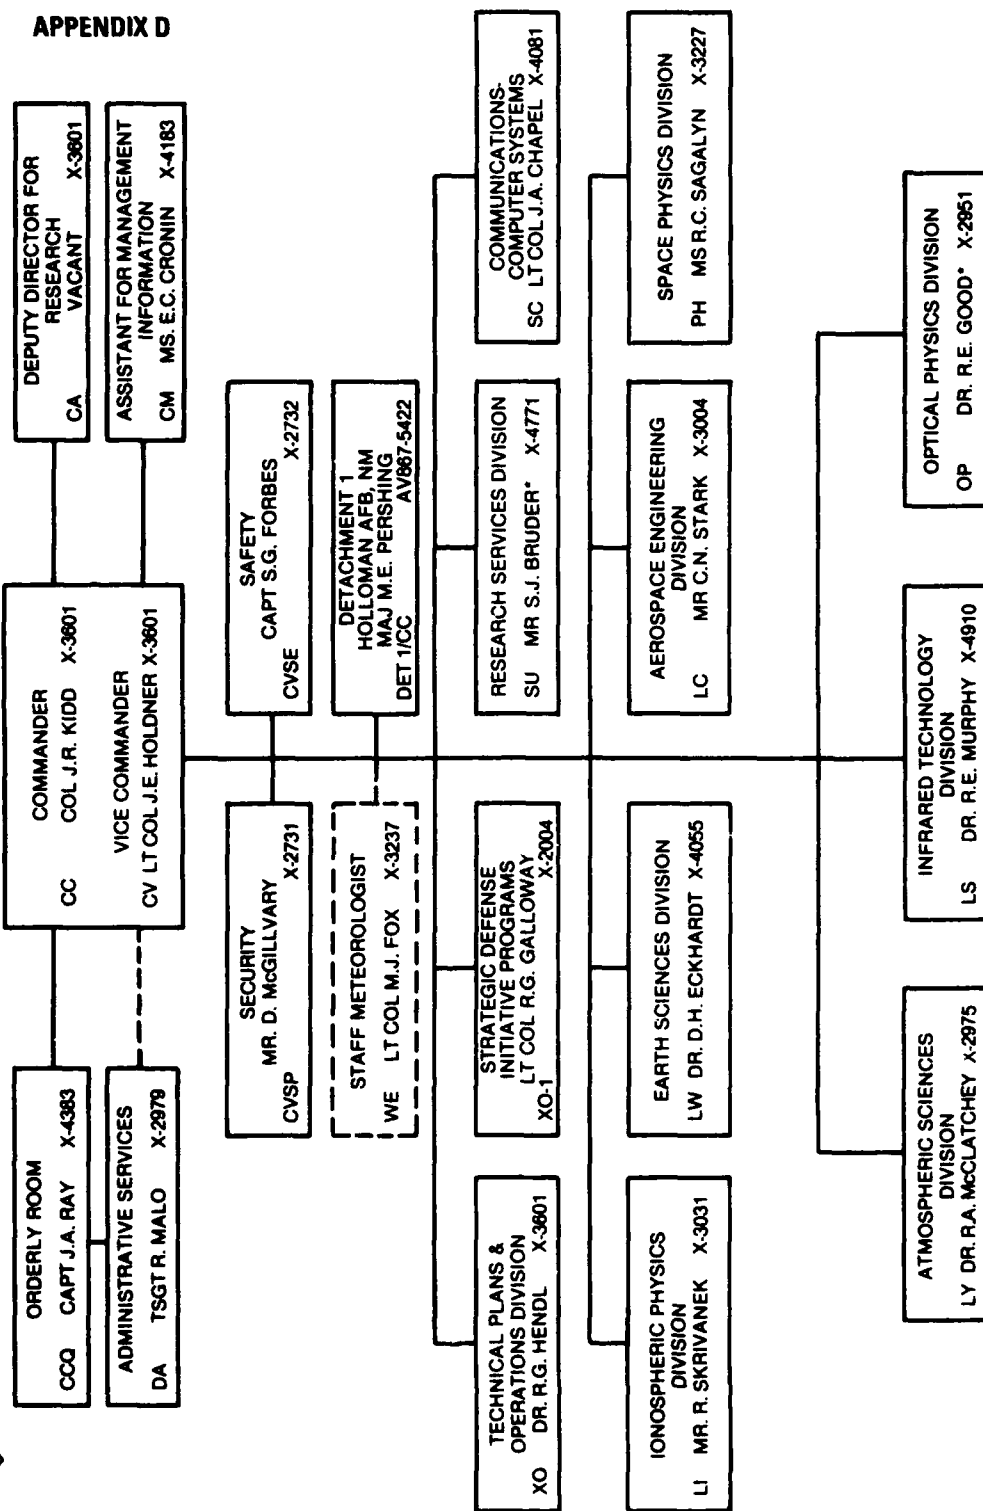 APPENDIX D
ORDERLY ROOM
CCQ CAPT J.A. RAY X-4383
ADMINISTRATIVE SERVICES
DA TSGT R. MALO X-2979
COMMANDER
CC COL J.R. KIDD X-3601
VICE COMMANDER
CV LT COL J.E. HOLDNER X-3601
DEPUTY DIRECTOR FOR
RESEARCH
CA VACANT X-3601
ASSISTANT FOR MANAGEMENT
INFORMATION
CM MS. E.C. CRONIN X-4183
SECURITY
MR. D. McGILLVARY
CVSP X-2731
SAFETY
CAPT S.G. FORBES
CVSE X-2732
STAFF METEOROLOGIST
WE LT COL M.J. FOX X-3237
DETACHMENT 1
HOLLOMAN AFB, NM
MAJ M.E. PERSHING
DET 1/CC AV867-5422
TECHNICAL PLANS &
OPERATIONS DIVISION
XO DR. R.G. HENDL X-3601
STRATEGIC DEFENSE
INITIATIVE PROGRAMS
LT COL R.G. GALLOWAY
XO-1 X-2004
RESEARCH SERVICES DIVISION
SU MR S.J. BRUDER* X-4771
COMMUNICATIONS-
COMPUTER SYSTEMS
SC LT COL J.A. CHAPEL X-4081
IONOSPHERIC PHYSICS
DIVISION
LI MR. R. SKRIVANEK X-3031
EARTH SCIENCES DIVISION
LW DR. D.H. ECKHARDT X-4055
AEROSPACE ENGINEERING
DIVISION
LC MR C.N. STARK X-3004
SPACE PHYSICS DIVISION
PH MS R.C. SAGALYN X-3227
ATMOSPHERIC SCIENCES
DIVISION
LY DR. R.A. McCLATCHEY X-2975
INFRARED TECHNOLOGY
DIVISION
LS DR. R.E. MURPHY X-4910
OPTICAL PHYSICS DIVISION
OP DR. R.E. GOOD* X-2951